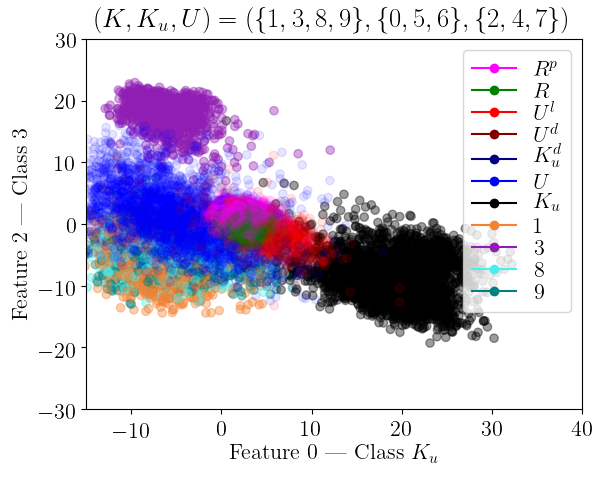 (K, K_u, U) = ({1, 3, 8, 9}, {0, 5, 6}, {2, 4, 7})
30
20
10
0
−10
−20
−30
Feature 2 — Class 3
R^p
R
U^l
U^d
K_u^d
U
K_u
1
3
8
9
−10
0
10
20
30
40
Feature 0 — Class K_u